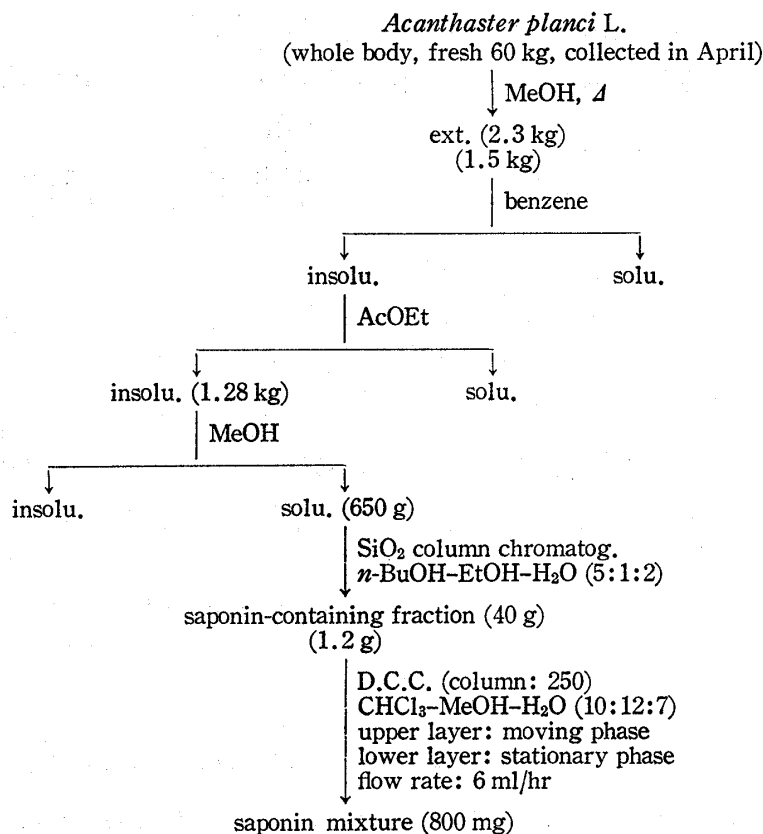 Acanthaster planci L.
(whole body, fresh 60 kg, collected in April)
MeOH, Δ
ext. (2.3 kg)
(1.5 kg)
benzene
insolu. solu.
AcOEt
insolu. (1.28 kg) solu.
MeOH
insolu. solu. (650 g)
SiO₂ column chromatog.
n-BuOH–EtOH–H₂O (5:1:2)
saponin-containing fraction (40 g)
(1.2 g)
D.C.C. (column: 250)
CHCl₃–MeOH–H₂O (10:12:7)
upper layer: moving phase
lower layer: stationary phase
flow rate: 6 ml/hr
saponin mixture (800 mg)